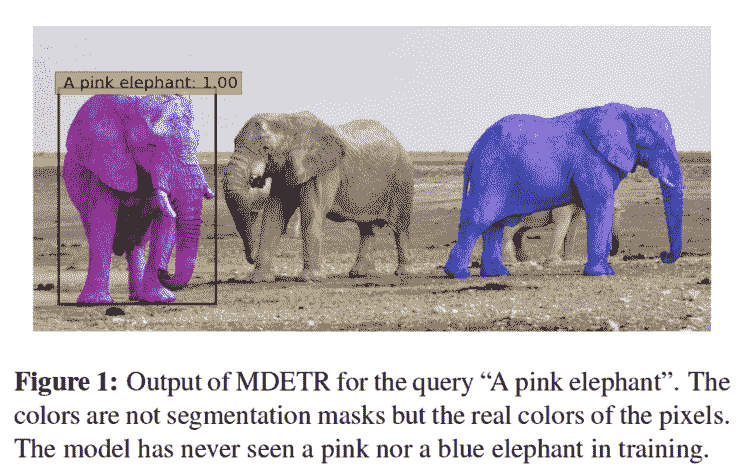 A pink elephant: 1.00
Figure 1: Output of MDETR for the query “A pink elephant”. The
colors are not segmentation masks but the real colors of the pixels.
The model has never seen a pink nor a blue elephant in training.